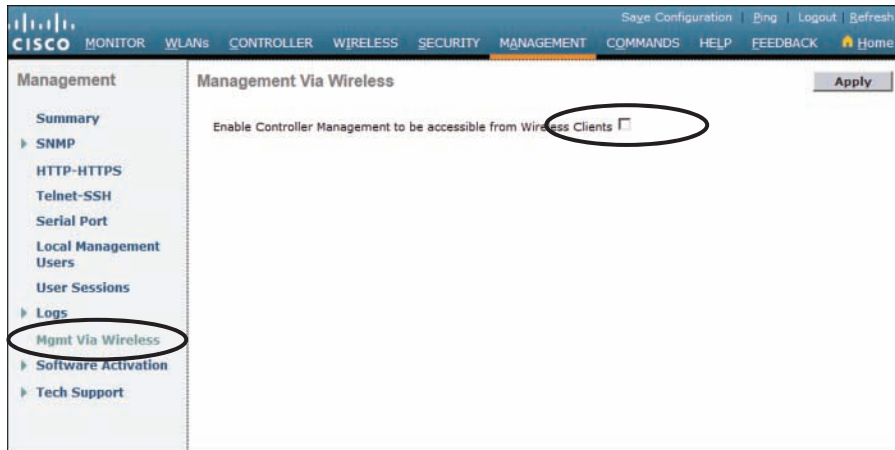 Save Configuration | Ping | Logout | Refresh
CISCO MONITOR WLANs CONTROLLER WIRELESS SECURITY MANAGEMENT COMMANDS HELP FEEDBACK Home
Management
Summary
SNMP
HTTP-HTTPS
Telnet-SSH
Serial Port
Local Management
Users
User Sessions
Logs
Mgmt Via Wireless
Software Activation
Tech Support
Management Via Wireless
Apply
Enable Controller Management to be accessible from Wireless Clients